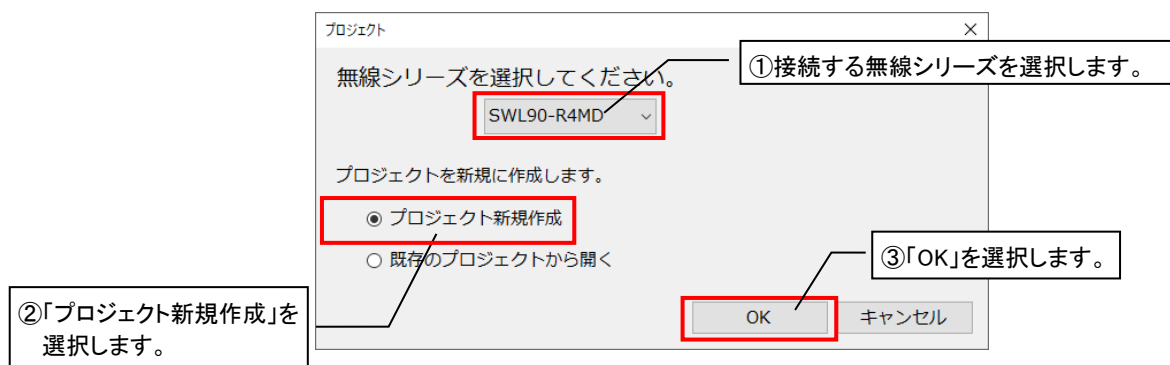 プロジェクト
①接続する無線シリーズを選択します。
無線シリーズを選択してください。
SWL90-R4MD
プロジェクトを新規に作成します。
プロジェクト新規作成
既存のプロジェクトから開く
③「OK」を選択します。
②「プロジェクト新規作成」を
選択します。
OK
キャンセル